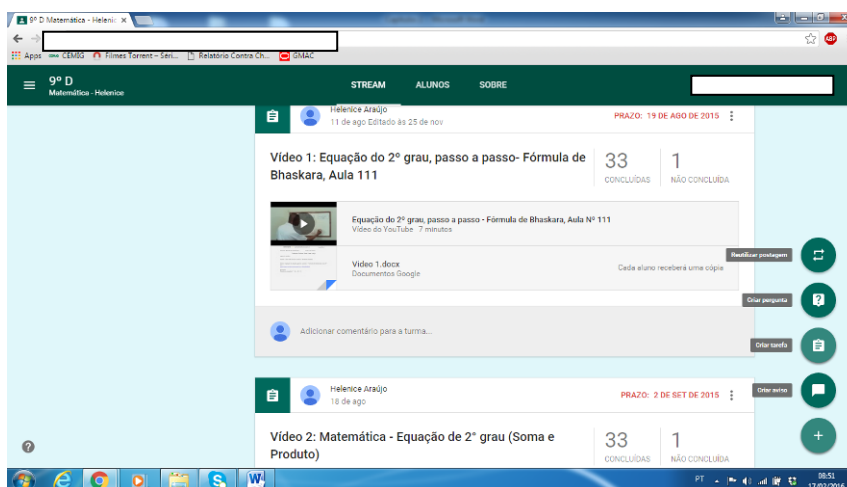 9º D Matemática - Helenic
Apps CEMIG Filmes Torrent – Seri... Relatório Contra Ch... GMAC
9º D
Matemática - Helenice
STREAM ALUNOS SOBRE
Helenice Araújo
11 de ago Editado às 25 de nov
PRAZO: 19 DE AGO DE 2015
Vídeo 1: Equação do 2º grau, passo a passo- Fórmula de
Bhaskara, Aula 111
33 1
CONCLUÍDAS NÃO CONCLUÍDA
Equação do 2º grau, passo a passo - Fórmula de Bhaskara, Aula Nº 111
Vídeo do YouTube 7 minutos
Video 1.docx
Documentos Google
Cada aluno receberá uma cópia
Adicionar comentário para a turma...
Reutilizar postagem
Criar pergunta
Criar tarefa
Criar aviso
Helenice Araújo
18 de ago
PRAZO: 2 DE SET DE 2015
Vídeo 2: Matemática - Equação de 2° grau (Soma e
Produto)
33 1
CONCLUÍDAS NÃO CONCLUÍDA
PT
08:51
17/02/2016